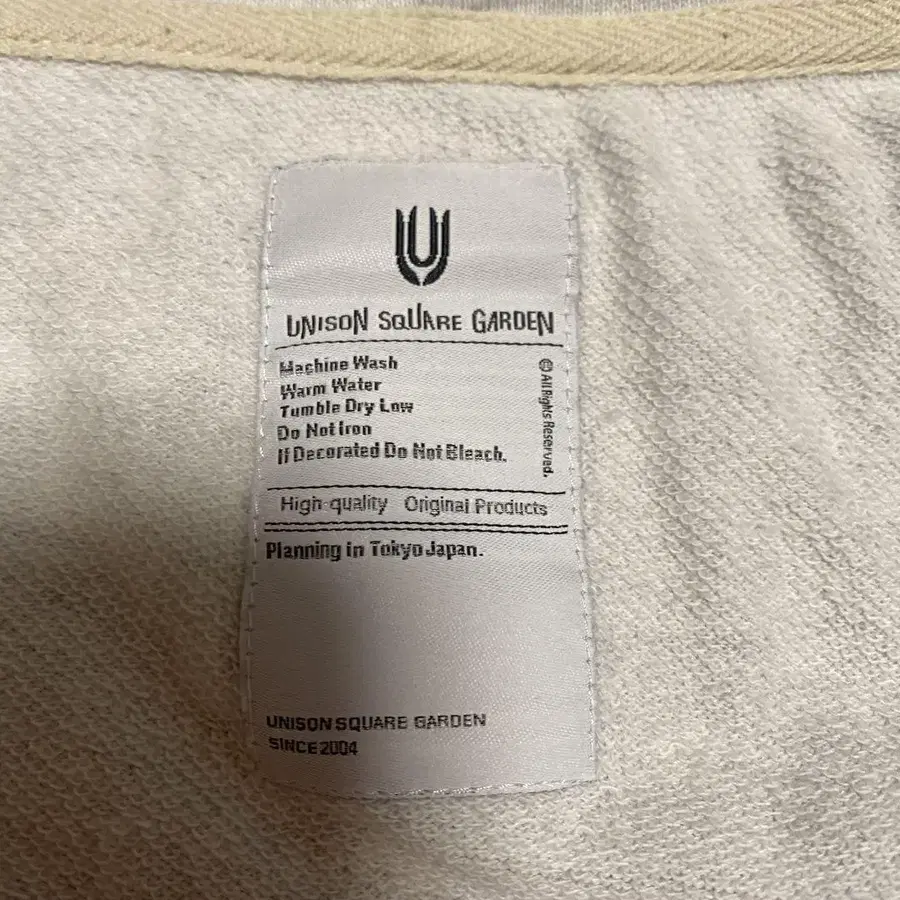 UNISON SQUARE GARDEN
Machine Wash
Warm Water
Tumble Dry Low
Do Not Iron
If Decorated Do Not Bleach.
© All Rights Reserved.
High-quality Original Products
Planning in Tokyo Japan.
UNISON SQUARE GARDEN
SINCE 2004